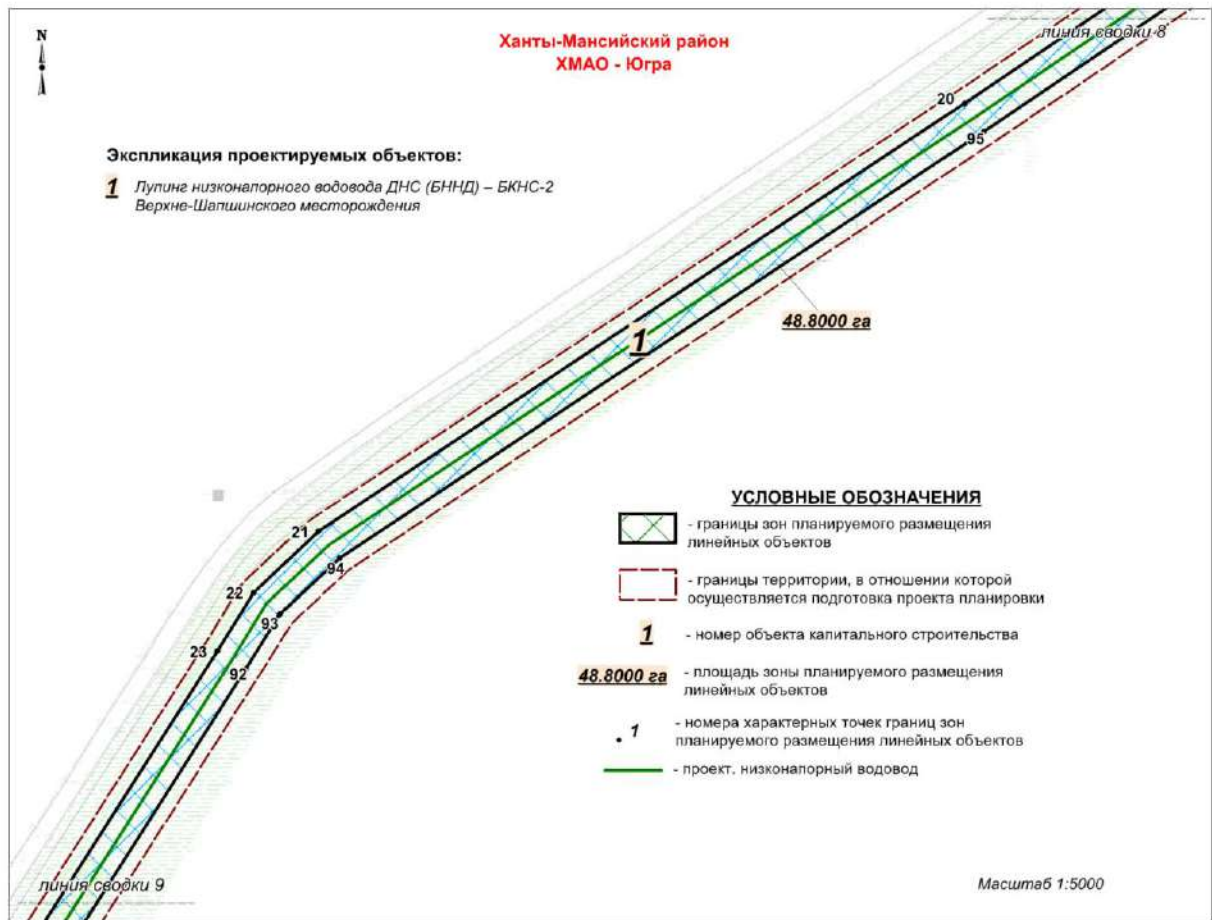 N
Ханты-Мансийский район
ХМАО - Югра
линия сводки 8
20
95
Экспликация проектируемых объектов:
1 Лупинг низконапорного водовода ДНС (БННД) – БКНС-2
Верхне-Шапшинского месторождения
48.8000 га
1
21
94
22
93
23
92
УСЛОВНЫЕ ОБОЗНАЧЕНИЯ
- границы зон планируемого размещения
линейных объектов
- границы территории, в отношении которой
осуществляется подготовка проекта планировки
1 - номер объекта капитального строительства
48.8000 га - площадь зоны планируемого размещения
линейных объектов
1 - номера характерных точек границ зон
планируемого размещения линейных объектов
- проект. низконапорный водовод
линия сводки 9
Масштаб 1:5000